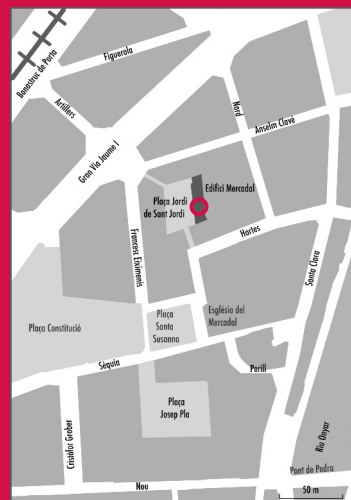 Figuerola
Bonastruc de Porta
Artillers
Gran Via Jaume I
Nord
Anselm Clavé
Edifici Mercadal
Plaça Jordi
de Sant Jordi
Hortes
Francesc Eiximenis
Santa Clara
Plaça Constitució
Plaça
Santa
Susanna
Església del
Mercadal
Sèquia
Perill
Plaça
Josep Pla
Cristòfor Grober
Riu Onyar
Pont de Pedra
Nou
50 m